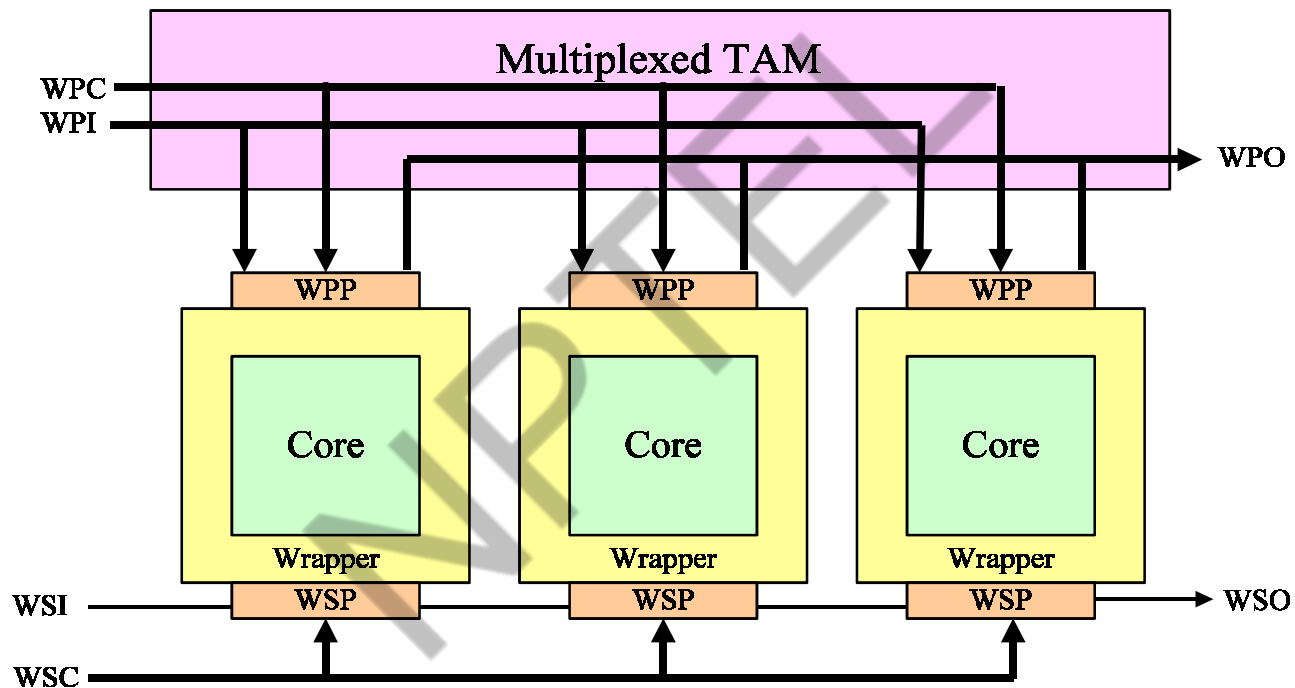 Multiplexed TAM
WPC
WPI
WPO
WPP WPP WPP
Core Core Core
Wrapper Wrapper Wrapper
WSI WSP WSP WSP WSO
WSC
NPTEL